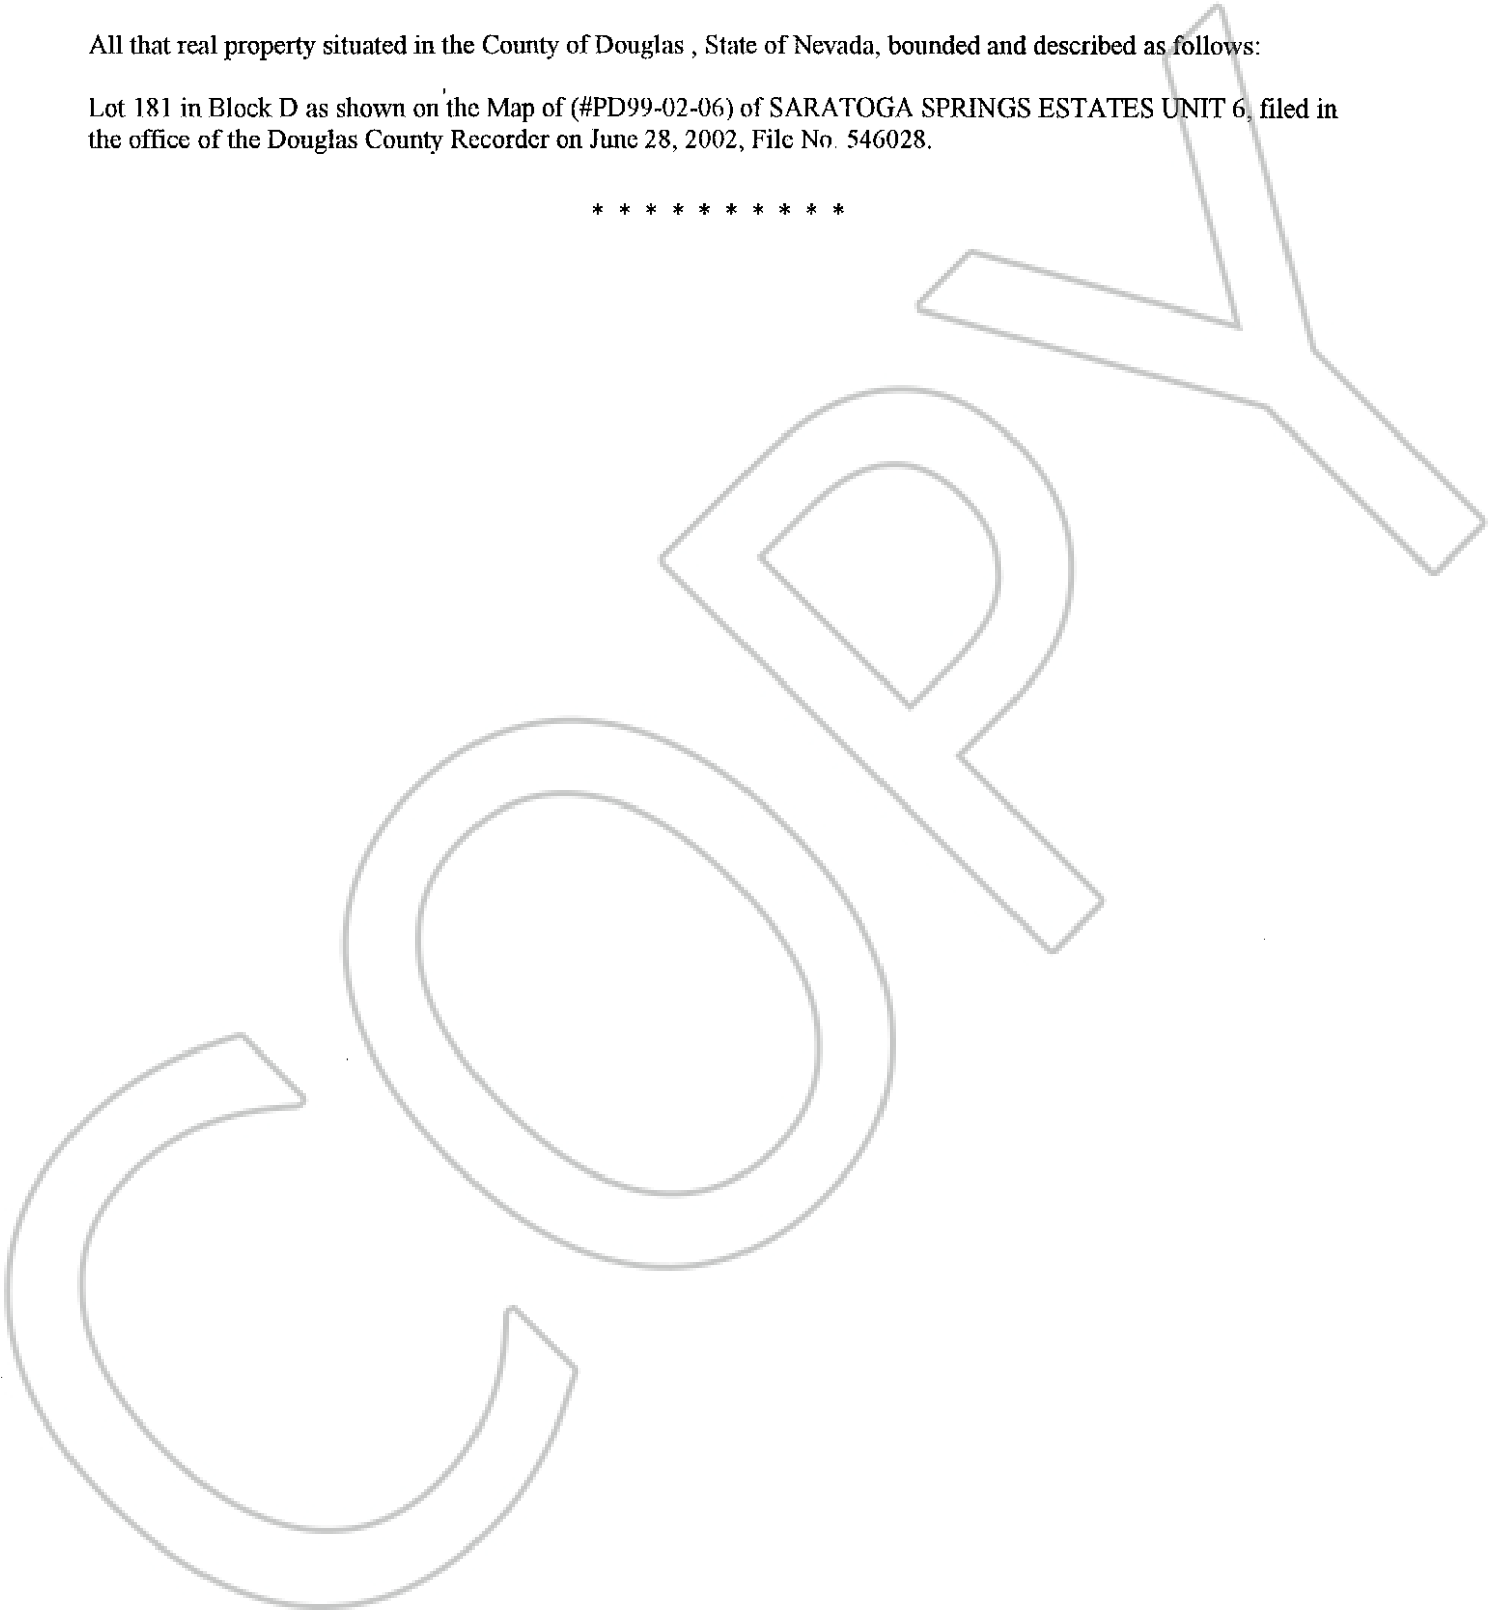 All that real property situated in the County of Douglas , State of Nevada, bounded and described as follows:
Lot 181 in Block D as shown on the Map of (#PD99-02-06) of SARATOGA SPRINGS ESTATES UNIT 6, filed in
the office of the Douglas County Recorder on June 28, 2002, File No. 546028.
* * * * * * * * * *
COPY